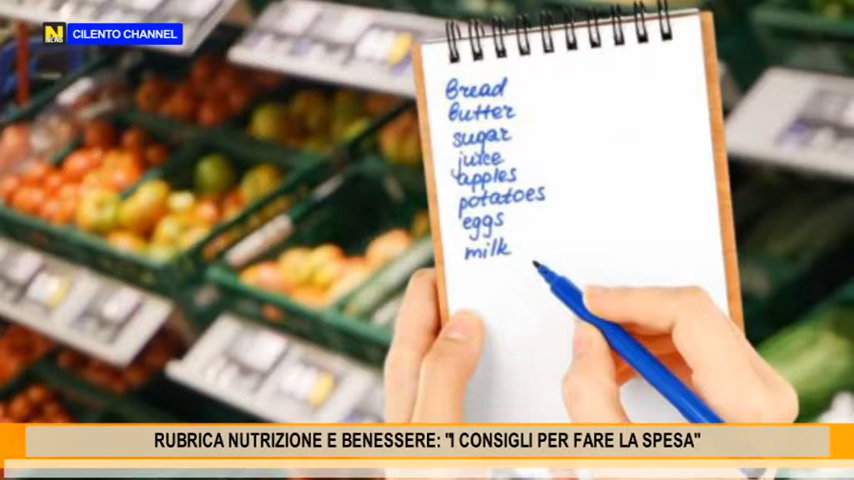 CILENTO CHANNEL
Bread
Butter
sugar
juice
apples
potatoes
eggs
milk
RUBRICA NUTRIZIONE E BENESSERE: "I CONSIGLI PER FARE LA SPESA"